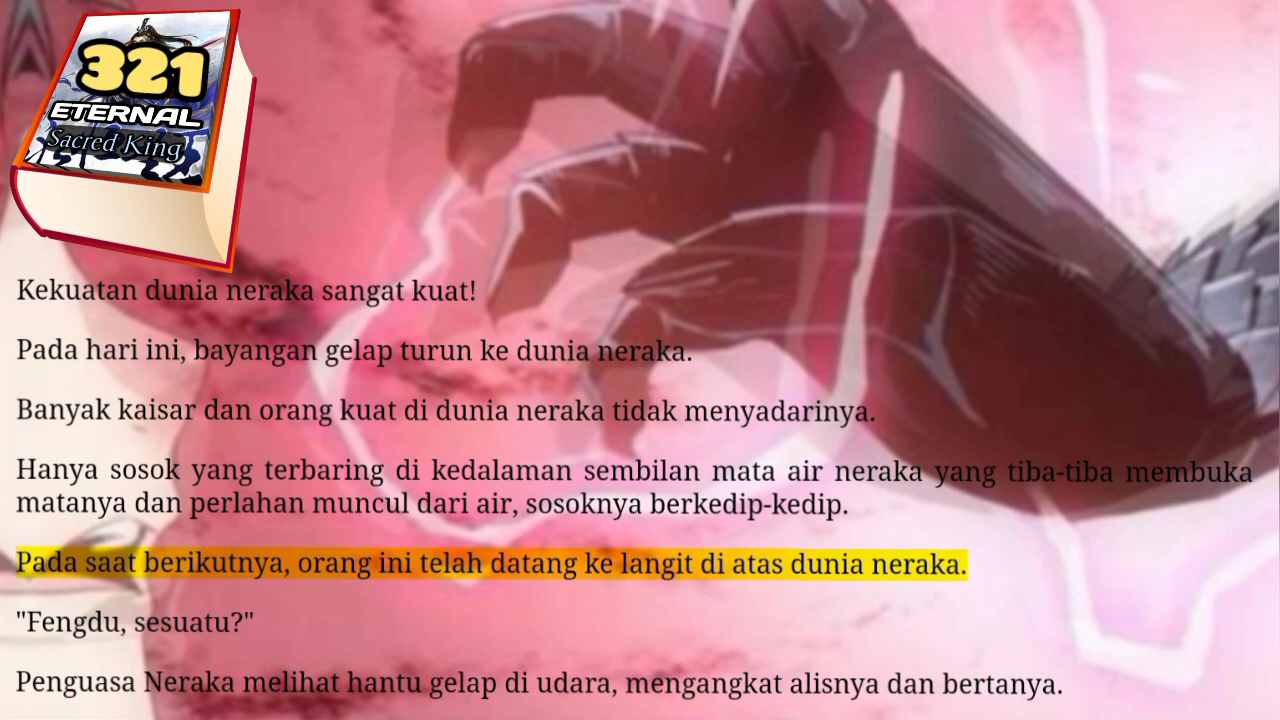 321
ETERNAL
Sacred King
Kekuatan dunia neraka sangat kuat!
Pada hari ini, bayangan gelap turun ke dunia neraka.
Banyak kaisar dan orang kuat di dunia neraka tidak menyadarinya.
Hanya sosok yang terbaring di kedalaman sembilan mata air neraka yang tiba-tiba membuka
matanya dan perlahan muncul dari air, sosoknya berkedip-kedip.
Pada saat berikutnya, orang ini telah datang ke langit di atas dunia neraka.
"Fengdu, sesuatu?"
Penguasa Neraka melihat hantu gelap di udara, mengangkat alisnya dan bertanya.